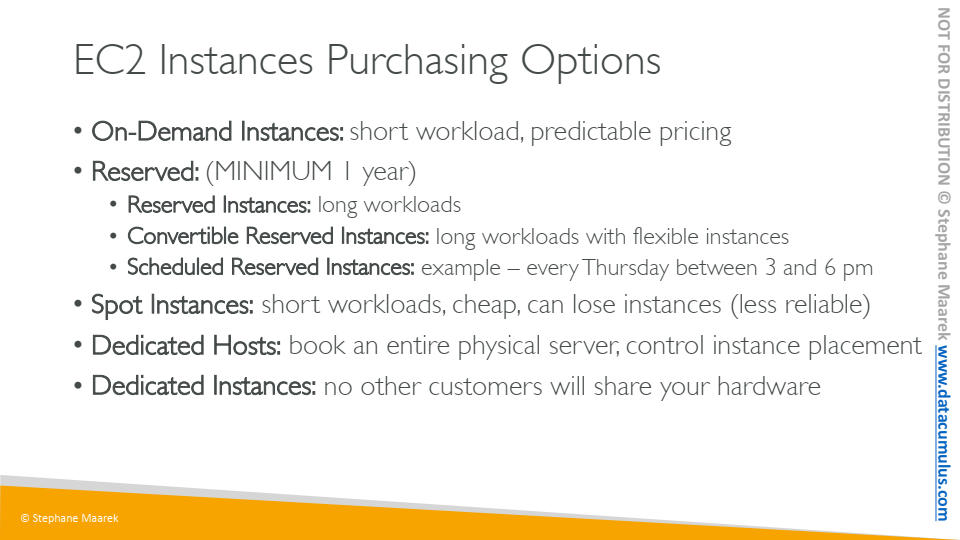 EC2 Instances Purchasing Options
• On-Demand Instances: short workload, predictable pricing
• Reserved: (MINIMUM 1 year)
• Reserved Instances: long workloads
• Convertible Reserved Instances: long workloads with flexible instances
• Scheduled Reserved Instances: example – every Thursday between 3 and 6 pm
• Spot Instances: short workloads, cheap, can lose instances (less reliable)
• Dedicated Hosts: book an entire physical server, control instance placement
• Dedicated Instances: no other customers will share your hardware
© Stephane Maarek
NOT FOR DISTRIBUTION © Stephane Maarek www.datacumulus.com